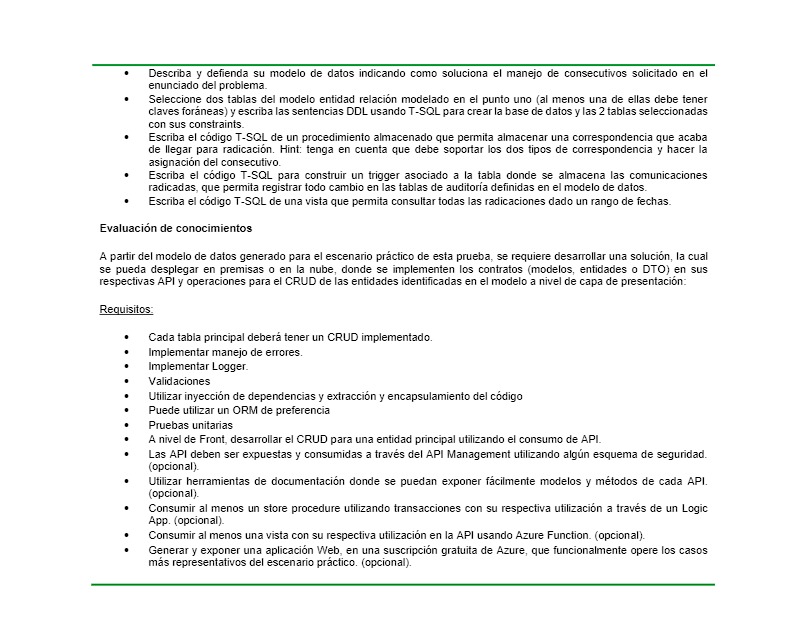 • Describa y defienda su modelo de datos indicando como soluciona el manejo de consecutivos solicitado en el
enunciado del problema.
• Seleccione dos tablas del modelo entidad relación modelado en el punto uno (al menos una de ellas debe tener
claves foráneas) y escriba las sentencias DDL usando T-SQL para crear la base de datos y las 2 tablas seleccionadas
con sus constraints.
• Escriba el código T-SQL de un procedimiento almacenado que permita almacenar una correspondencia que acaba
de llegar para radicación. Hint: tenga en cuenta que debe soportar los dos tipos de correspondencia y hacer la
asignación del consecutivo.
• Escriba el código T-SQL para construir un trigger asociado a la tabla donde se almacena las comunicaciones
radicadas, que permita registrar todo cambio en las tablas de auditoría definidas en el modelo de datos.
• Escriba el código T-SQL de una vista que permita consultar todas las radicaciones dado un rango de fechas.
Evaluación de conocimientos
A partir del modelo de datos generado para el escenario práctico de esta prueba, se requiere desarrollar una solución, la cual
se pueda desplegar en premisas o en la nube, donde se implementen los contratos (modelos, entidades o DTO) en sus
respectivas API y operaciones para el CRUD de las entidades identificadas en el modelo a nivel de capa de presentación:
Requisitos:
• Cada tabla principal deberá tener un CRUD implementado.
• Implementar manejo de errores.
• Implementar Logger.
• Validaciones
• Utilizar inyección de dependencias y extracción y encapsulamiento del código
• Puede utilizar un ORM de preferencia
• Pruebas unitarias
• A nivel de Front, desarrollar el CRUD para una entidad principal utilizando el consumo de API.
• Las API deben ser expuestas y consumidas a través del API Management utilizando algún esquema de seguridad.
(opcional).
• Utilizar herramientas de documentación donde se puedan exponer fácilmente modelos y métodos de cada API.
(opcional).
• Consumir al menos un store procedure utilizando transacciones con su respectiva utilización a través de un Logic
App. (opcional).
• Consumir al menos una vista con su respectiva utilización en la API usando Azure Function. (opcional).
• Generar y exponer una aplicación Web, en una suscripción gratuita de Azure, que funcionalmente opere los casos
más representativos del escenario práctico. (opcional).